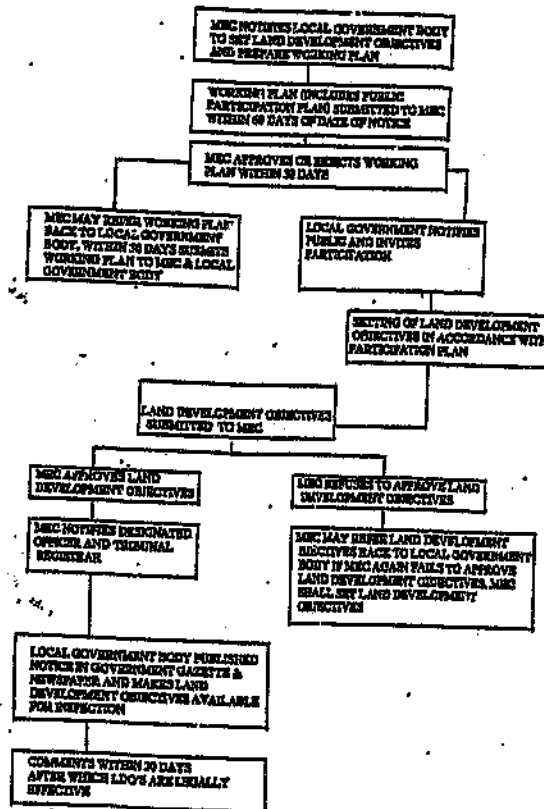 MEC NOTIFIES LOCAL GOVERNMENT BODY
TO SET LAND DEVELOPMENT OBJECTIVES
AND PREPARE WORKING PLAN
WORKING PLAN (INCLUDES PUBLIC
PARTICIPATION PLAN) SUBMITTED TO MEC
WITHIN 60 DAYS OF DATE OF NOTICE
MEC APPROVES OR REJECTS WORKING
PLAN WITHIN 30 DAYS
MEC MAY REFER WORKING PLAN
BACK TO LOCAL GOVERNMENT
BODY, WITHIN 30 DAYS SUBMITS
WORKING PLAN TO MEC & LOCAL
GOVERNMENT BODY
LOCAL GOVERNMENT NOTIFIES
PUBLIC AND INVITES
PARTICIPATION
SETTING OF LAND DEVELOPMENT
OBJECTIVES IN ACCORDANCE WITH
PARTICIPATION PLAN
LAND DEVELOPMENT OBJECTIVES
SUBMITTED TO MEC
MEC APPROVES LAND
DEVELOPMENT OBJECTIVES
MEC REFUSES TO APPROVE LAND
DEVELOPMENT OBJECTIVES
MEC NOTIFIES DESIGNATED
OFFICER AND TRIBUNAL
REGISTRAR
MEC MAY REFER LAND DEVELOPMENT
BACK TO LOCAL GOVERNMENT
BODY IF MEC AGAIN FAILS TO APPROVE
LAND DEVELOPMENT OBJECTIVES, MEC
SHALL SET LAND DEVELOPMENT
OBJECTIVES
LOCAL GOVERNMENT BODY PUBLISHED
NOTICE IN GOVERNMENT GAZETTE &
NEWSPAPER AND MAKES LAND
DEVELOPMENT OBJECTIVES AVAILABLE
FOR INSPECTION
COMMENTS WITHIN DAYS
AFTER WHICH LDO'S ARE LEGALLY
EFFECTIVE